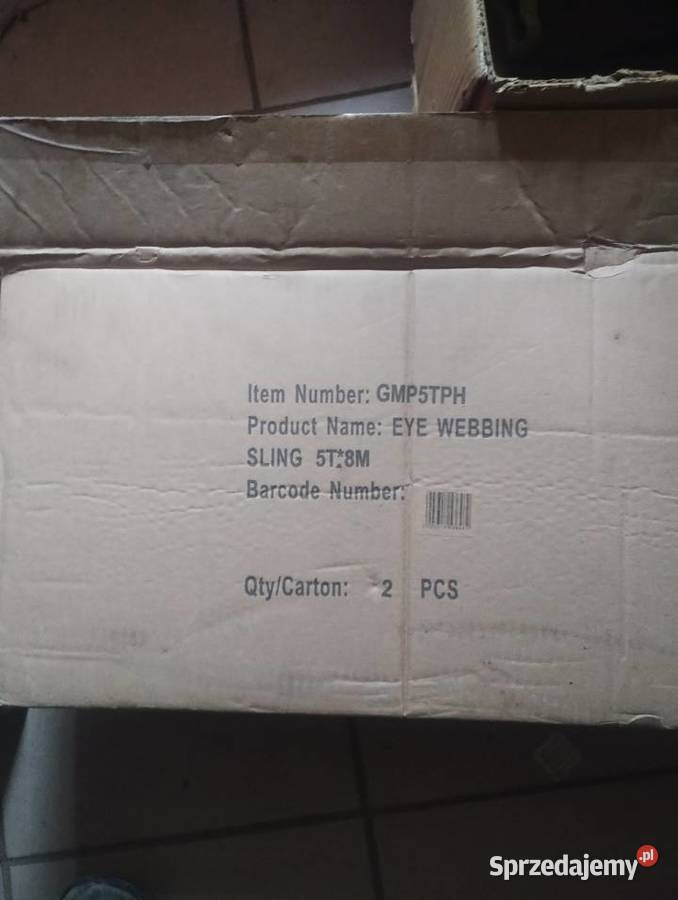 Item Number: GMP5TPH
Product Name: EYE WEBBING
SLING 5T*8M
Barcode Number:
Qty/Carton: 2 PCS
Sprzedajemy.pl